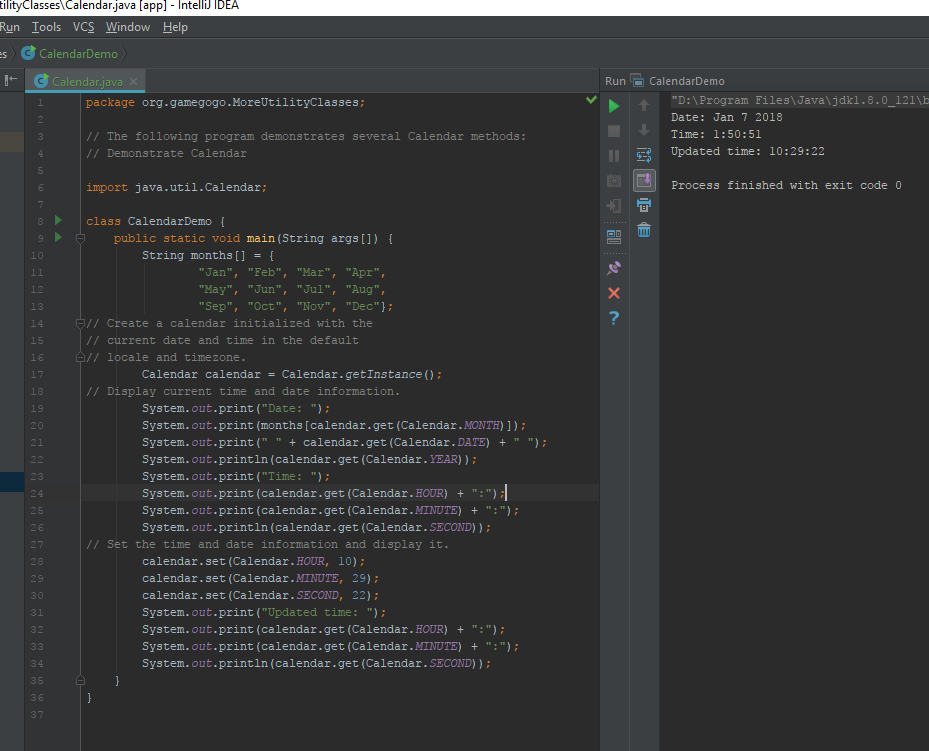 tilityClasses\Calendar.java [app] - IntelliJ IDEA
Run Tools VCS Window Help
es CalendarDemo
Calendar.java
1 package org.gamegogo.MoreUtilityClasses;
2
3 // The following program demonstrates several Calendar methods:
4 // Demonstrate Calendar
5
6 import java.util.Calendar;
7
8 class CalendarDemo {
9 public static void main(String args[]) {
10 String months[] = {
11 "Jan", "Feb", "Mar", "Apr",
12 "May", "Jun", "Jul", "Aug",
13 "Sep", "Oct", "Nov", "Dec"};
14 // Create a calendar initialized with the
15 // current date and time in the default
16 // locale and timezone.
17 Calendar calendar = Calendar.getInstance();
18 // Display current time and date information.
19 System.out.print("Date: ");
20 System.out.print(months[calendar.get(Calendar.MONTH)]);
21 System.out.print(" " + calendar.get(Calendar.DATE) + " ");
22 System.out.println(calendar.get(Calendar.YEAR));
23 System.out.print("Time: ");
24 System.out.print(calendar.get(Calendar.HOUR) + ":");
25 System.out.print(calendar.get(Calendar.MINUTE) + ":");
26 System.out.println(calendar.get(Calendar.SECOND));
27 // Set the time and date information and display it.
28 calendar.set(Calendar.HOUR, 10);
29 calendar.set(Calendar.MINUTE, 29);
30 calendar.set(Calendar.SECOND, 22);
31 System.out.print("Updated time: ");
32 System.out.print(calendar.get(Calendar.HOUR) + ":");
33 System.out.print(calendar.get(Calendar.MINUTE) + ":");
34 System.out.println(calendar.get(Calendar.SECOND));
35 }
36 }
37
Run CalendarDemo
"D:\Program Files\Java\jdk1.8.0_121\b
Date: Jan 7 2018
Time: 1:50:51
Updated time: 10:29:22
Process finished with exit code 0